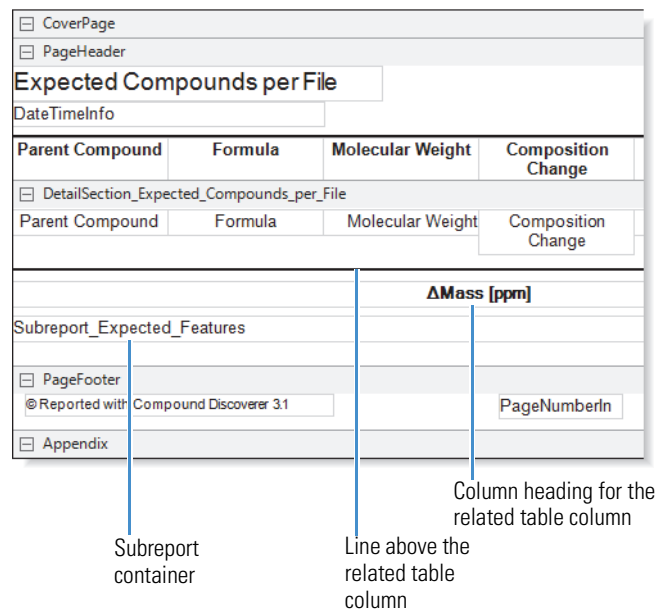 CoverPage
PageHeader
Expected Compounds per File
DateTimeInfo
Parent Compound Formula Molecular Weight Composition
Change
DetailSection_Expected_Compounds_per_File
Parent Compound Formula Molecular Weight Composition
Change
ΔMass [ppm]
Subreport_Expected_Features
PageFooter
© Reported with Compound Discoverer 3.1 PageNumberIn
Appendix
Column heading for the
related table column
Subreport
container
Line above the
related table
column